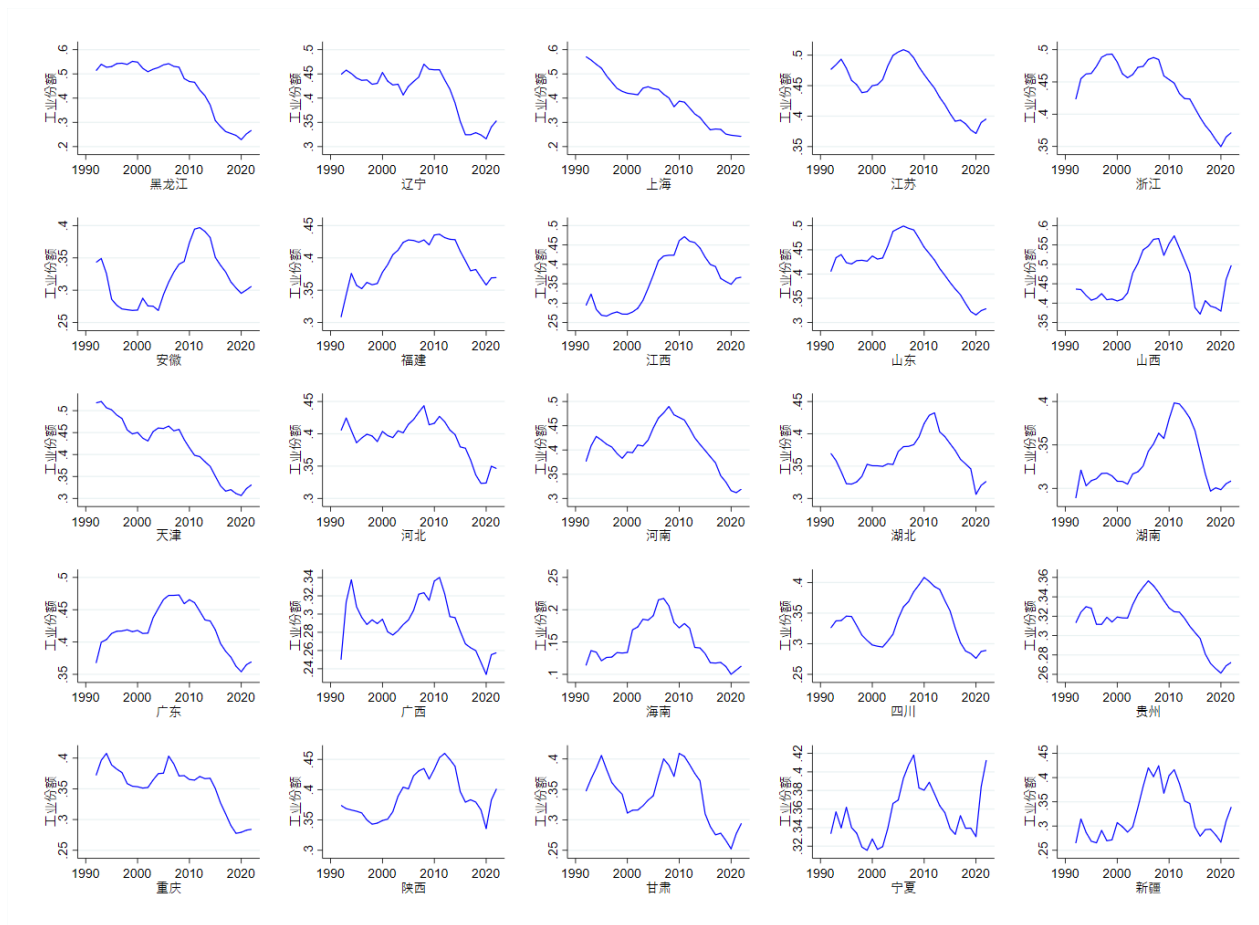 工业份额
.2 .3 .4 .5 .6
1990 2000 2010 2020
黑龙江
工业份额
.3 .35 .4 .45 .5
1990 2000 2010 2020
辽宁
工业份额
.2 .3 .4 .5 .6
1990 2000 2010 2020
上海
工业份额
.35 .4 .45 .5
1990 2000 2010 2020
江苏
工业份额
.35 .4 .45 .5
1990 2000 2010 2020
浙江
工业份额
.25 .3 .35 .4
1990 2000 2010 2020
安徽
工业份额
.3 .35 .4 .45
1990 2000 2010 2020
福建
工业份额
.25 .3 .35 .4 .45 .5
1990 2000 2010 2020
江西
工业份额
.3 .35 .4 .45 .5
1990 2000 2010 2020
山东
工业份额
.35 .4 .45 .5 .55 .6
1990 2000 2010 2020
山西
工业份额
.3 .35 .4 .45 .5
1990 2000 2010 2020
天津
工业份额
.3 .35 .4 .45
1990 2000 2010 2020
河北
工业份额
.3 .35 .4 .45 .5
1990 2000 2010 2020
河南
工业份额
.3 .35 .4 .45
1990 2000 2010 2020
湖北
工业份额
.3 .35 .4
1990 2000 2010 2020
湖南
工业份额
.35 .4 .45 .5
1990 2000 2010 2020
广东
工业份额
.24 .26 .28 .3 .32 .34
1990 2000 2010 2020
广西
工业份额
.1 .15 .2 .25
1990 2000 2010 2020
海南
工业份额
.25 .3 .35 .4
1990 2000 2010 2020
四川
工业份额
.26 .28 .3 .32 .34 .36
1990 2000 2010 2020
贵州
工业份额
.25 .3 .35 .4
1990 2000 2010 2020
重庆
工业份额
.3 .35 .4 .45
1990 2000 2010 2020
陕西
工业份额
.25 .3 .35 .4
1990 2000 2010 2020
甘肃
工业份额
.32 .34 .36 .38 .4 .42
1990 2000 2010 2020
宁夏
工业份额
.25 .3 .35 .4 .45
1990 2000 2010 2020
新疆